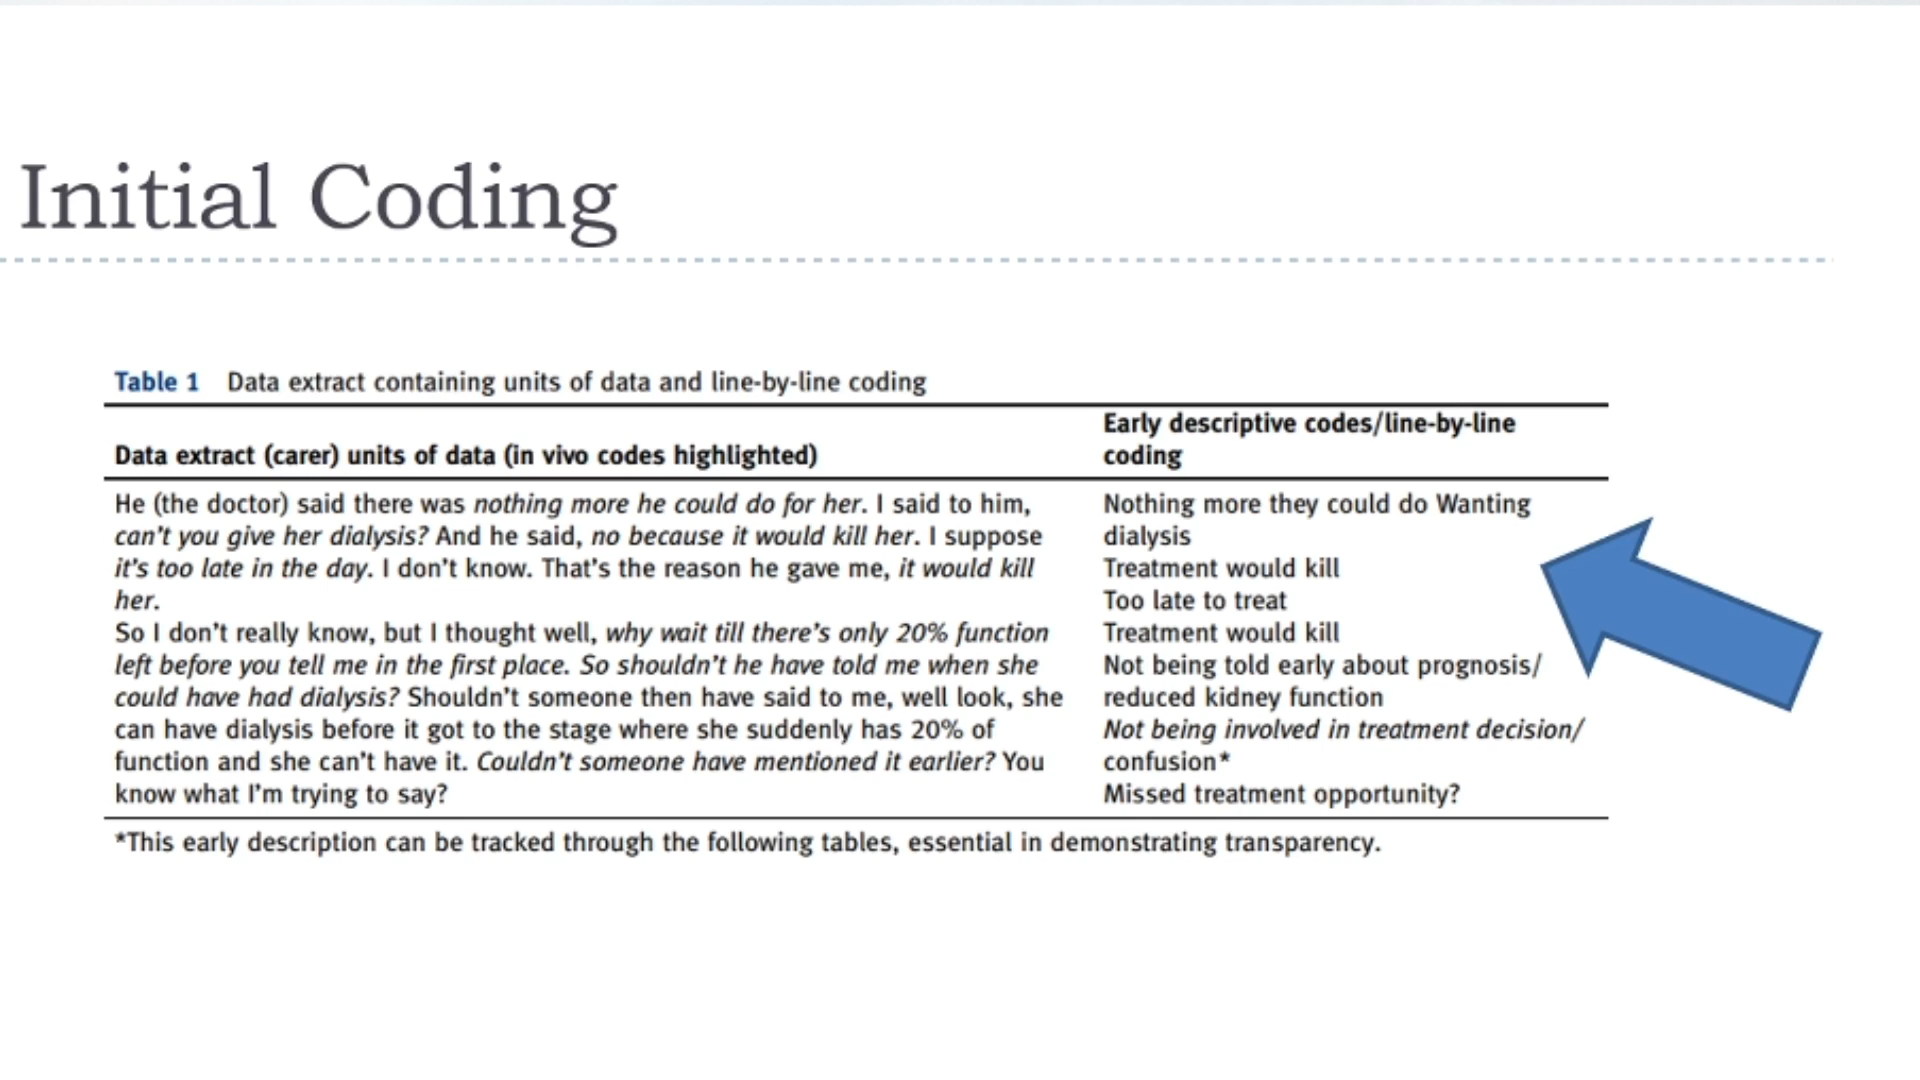 Initial Coding
Table 1 Data extract containing units of data and line-by-line coding
Data extract (carer) units of data (in vivo codes highlighted)
He (the doctor) said there was nothing more he could do for her. I said to him,
can't you give her dialysis? And he said, no because it would kill her. I suppose
it's too late in the day. I don't know. That's the reason he gave me, it would kill
her.
So I don't really know, but I thought well, why wait till there's only 20% function
left before you tell me in the first place. So shouldn't he have told me when she
could have had dialysis? Shouldn't someone then have said to me, well look, she
can have dialysis before it got to the stage where she suddenly has 20% of
function and she can't have it. Couldn't someone have mentioned it earlier? You
know what I'm trying to say?
Early descriptive codes/line-by-line
coding
Nothing more they could do Wanting
dialysis
Treatment would kill
Too late to treat
Treatment would kill
Not being told early about prognosis/
reduced kidney function
Not being involved in treatment decision/
confusion*
Missed treatment opportunity?
*This early description can be tracked through the following tables, essential in demonstrating transparency.